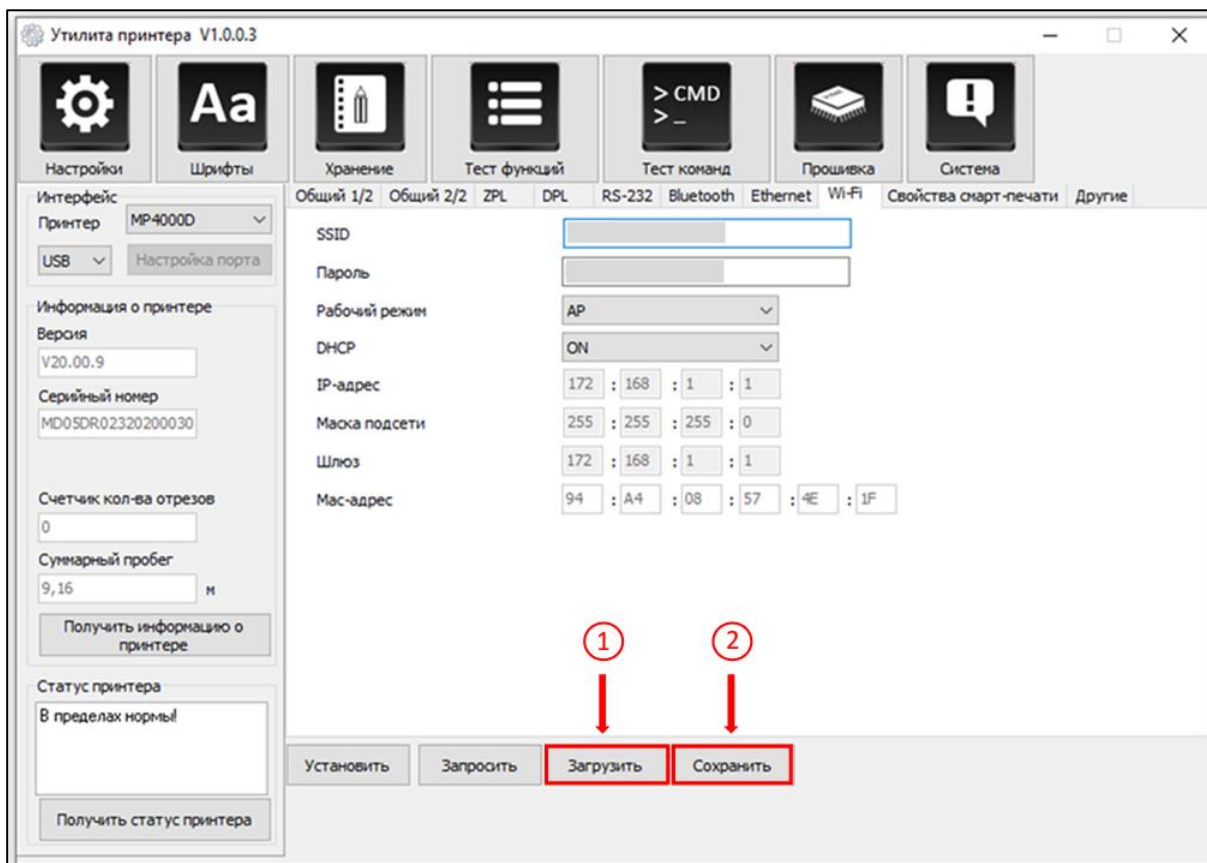 Утилита принтера V1.0.0.3
Aa
> CMD
> _
Настройки Шрифты Хранение Тест функций Тест команд Прошивка Система
Интерфейс
Принтер MP4000D
USB Настройка порта
Информация о принтере
Версия
V20.00.9
Серийный номер
MD05DR02320200030
Счетчик кол-ва отрезов
0
Суммарный пробег
9,16 м
Получить информацию о
принтере
Статус принтера
В пределах нормы!
Получить статус принтера
Общий 1/2 Общий 2/2 ZPL DPL RS-232 Bluetooth Ethernet Wi-Fi Свойства смарт-печати Другие
SSID
Пароль
Рабочий режим AP
DHCP ON
IP-адрес 172 : 168 : 1 : 1
Маска подсети 255 : 255 : 255 : 0
Шлюз 172 : 168 : 1 : 1
Mac-адрес 94 : A4 : 08 : 57 : 4E : 1F
1 2
Установить Запросить Загрузить Сохранить